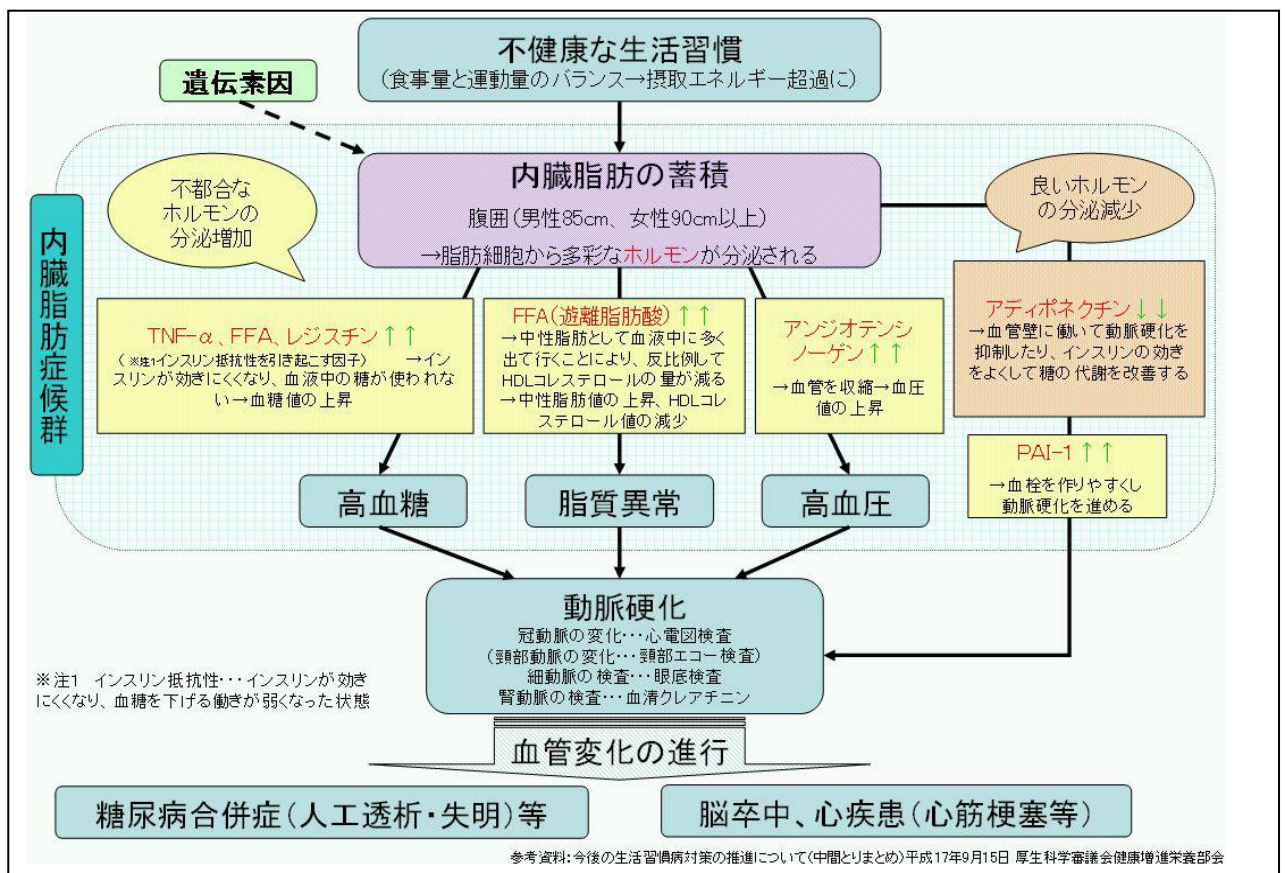 不健康な生活習慣
(食事量と運動量のバランス→摂取エネルギー超過に)
遺伝素因
内臓脂肪症候群
不都合な
ホルモンの
分泌増加
内臓脂肪の蓄積
腹囲(男性85cm、女性90cm以上)
→脂肪細胞から多彩なホルモンが分泌される
良いホルモン
の分泌減少
TNF-α、FFA、レジスチン↑↑
(※注1インスリン抵抗性を引き起こす因子) →イン
スリンが効きにくくなり、血液中の糖が使われな
い→血糖値の上昇
FFA(遊離脂肪酸)↑↑
→中性脂肪として血液中に多く
出て行くことにより、反比例して
HDLコレステロールの量が減る
→中性脂肪値の上昇、HDLコレ
ステロール値の減少
アンジオテンシ
ノーゲン↑↑
→血管を収縮→血圧
値の上昇
アディポネクチン↓↓
→血管壁に働いて動脈硬化を
抑制したり、インスリンの効き
をよくして糖の代謝を改善する
PAI-1↑↑
→血栓を作りやすくし
動脈硬化を進める
高血糖
脂質異常
高血圧
動脈硬化
冠動脈の変化･･･心電図検査
(頸部動脈の変化･･･頸部エコー検査)
細動脈の検査･･･眼底検査
腎動脈の検査･･･血清クレアチニン
※注1 インスリン抵抗性･･･インスリンが効き
にくくなり、血糖を下げる働きが弱くなった状態
血管変化の進行
糖尿病合併症(人工透析･失明)等
脳卒中、心疾患(心筋梗塞等)
参考資料:今後の生活習慣病対策の推進について(中間とりまとめ)平成17年9月15日 厚生科学審議会健康増進栄養部会